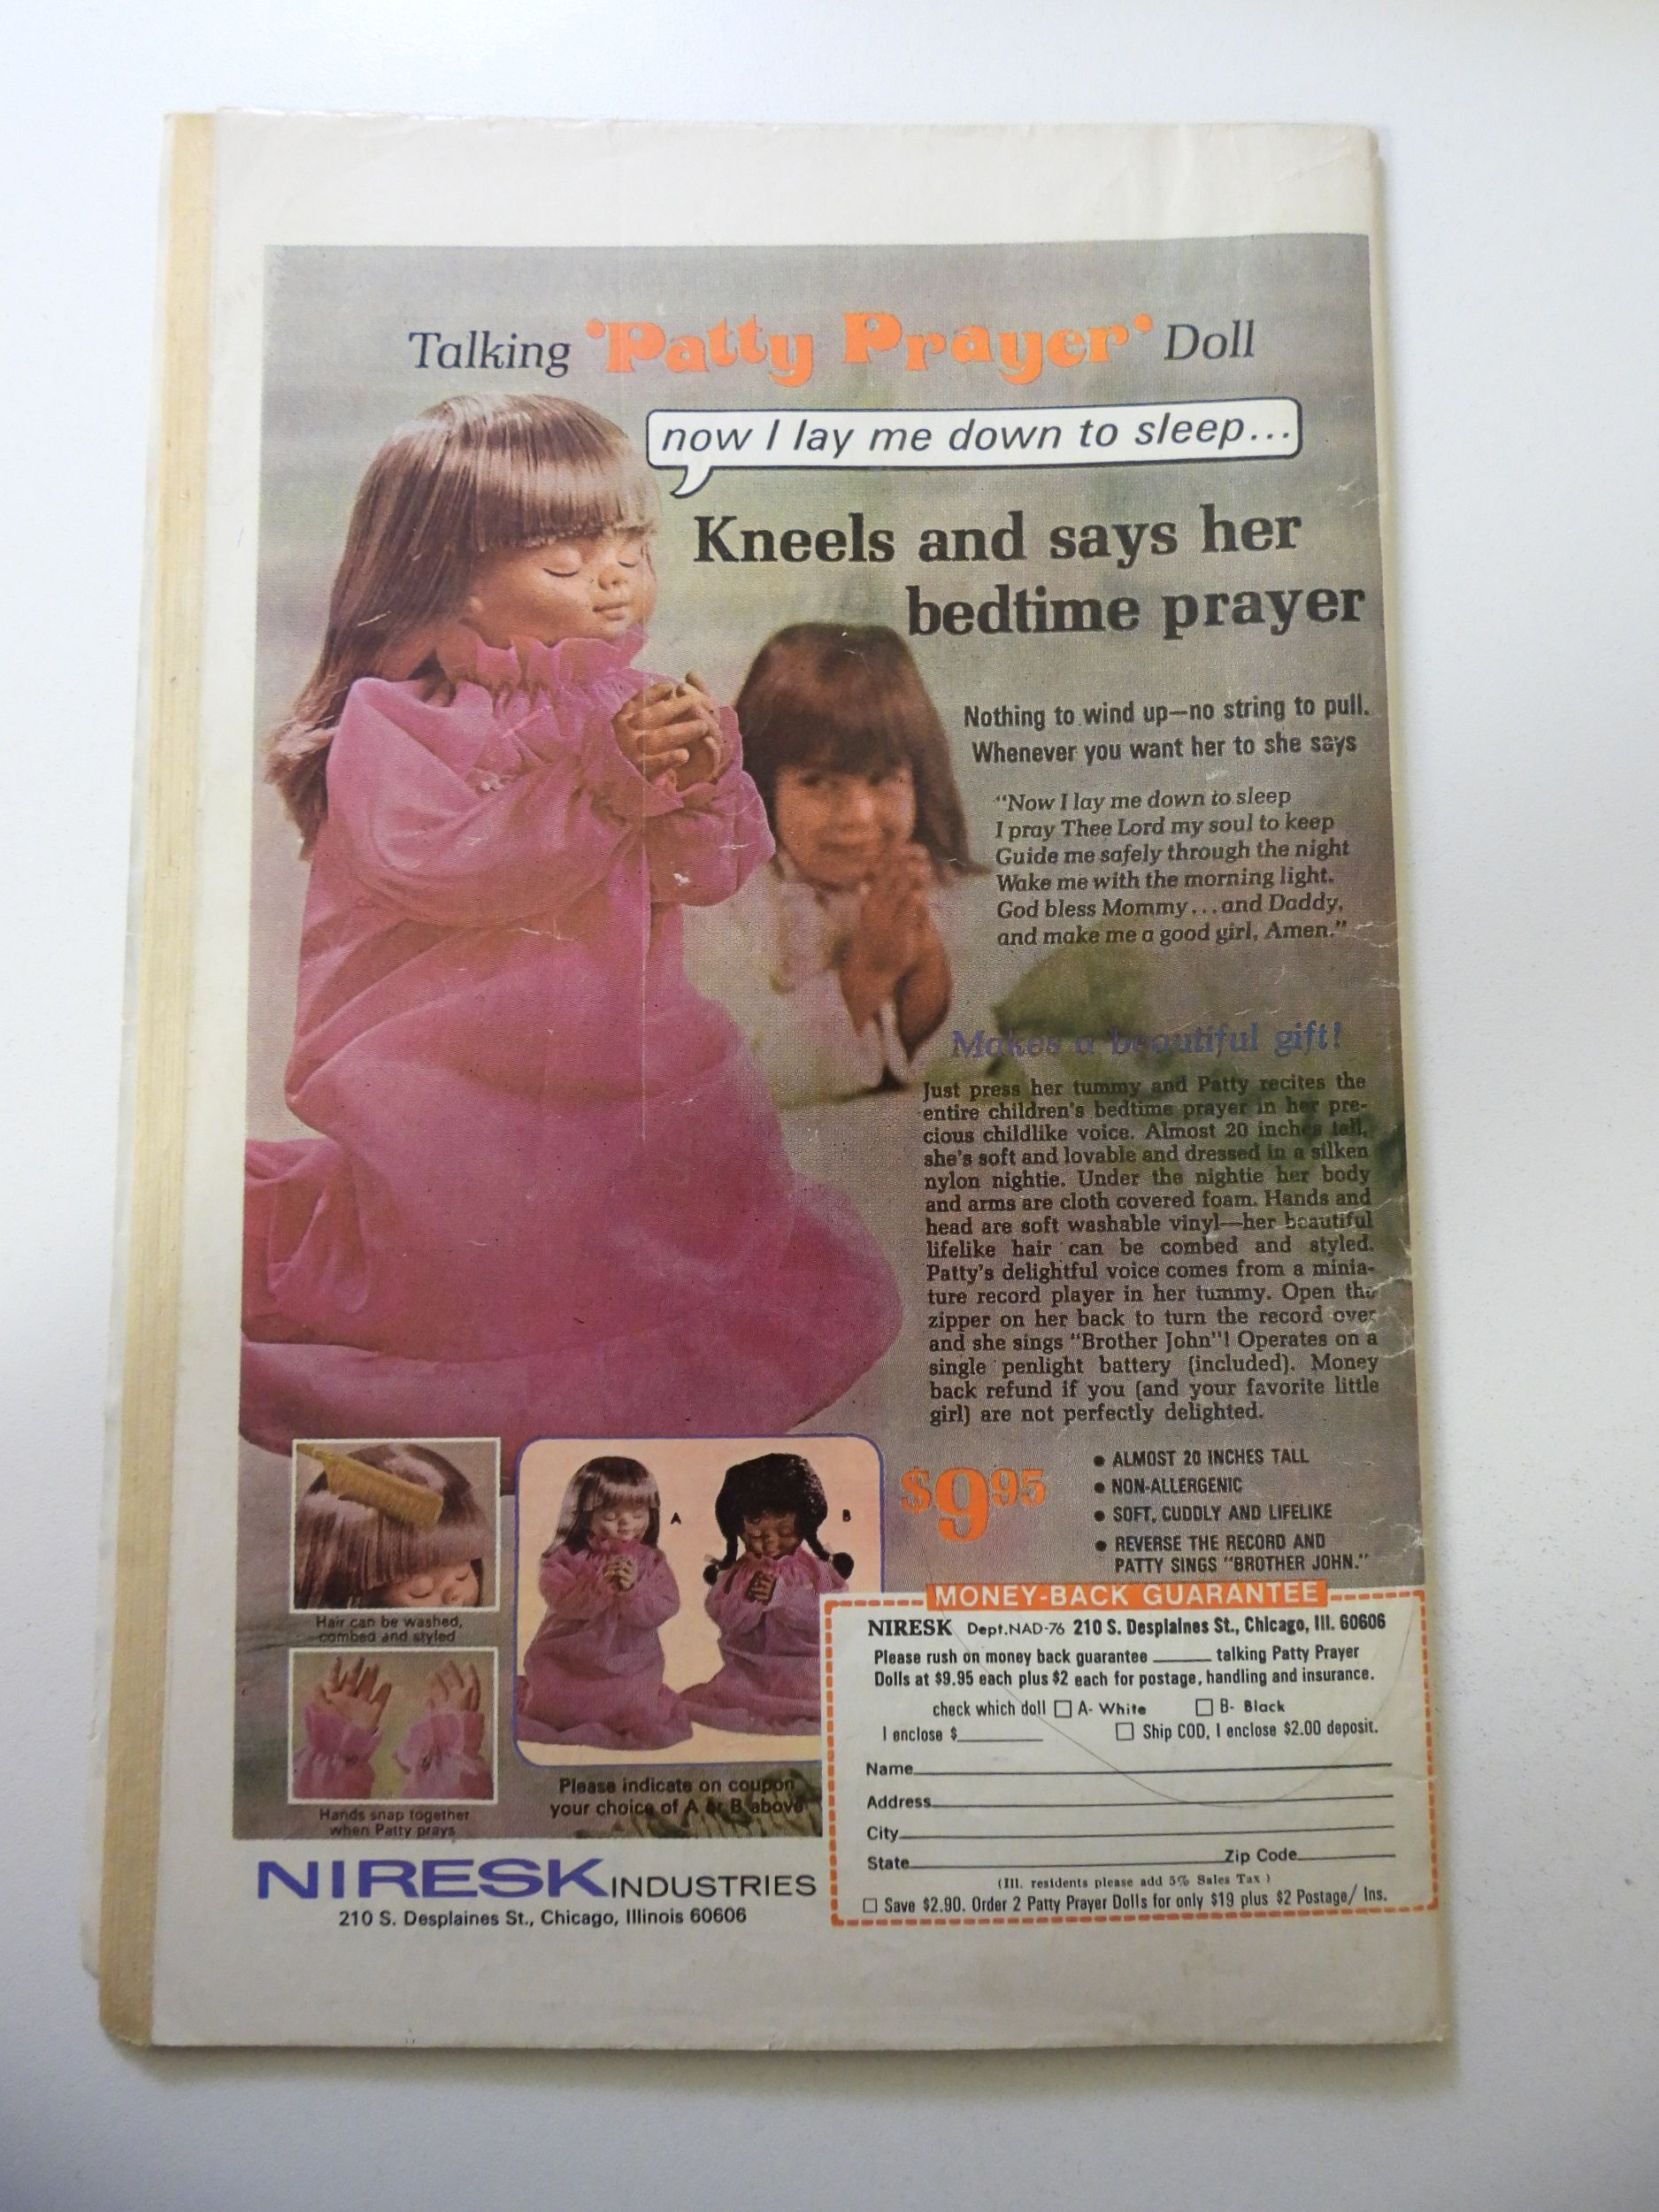 Talking 'Patty Prayer' Doll
now I lay me down to sleep...
Kneels and says her
bedtime prayer
Nothing to wind up—no string to pull.
Whenever you want her to she says
"Now I lay me down to sleep
I pray Thee Lord my soul to keep
Guide me safely through the night
Wake me with the morning light.
God bless Mommy...and Daddy,
and make me a good girl, Amen."
Makes a beautiful gift!
Just press her tummy and Patty recites the
entire children's bedtime prayer in her pre-
cious childlike voice. Almost 20 inches tall,
she's soft and lovable and dressed in a silken
nylon nightie. Under the nightie her body
and arms are cloth covered foam. Hands and
head are soft washable vinyl—her beautiful
lifelike hair can be combed and styled.
Patty's delightful voice comes from a minia-
ture record player in her tummy. Open the
zipper on her back to turn the record over
and she sings "Brother John"! Operates on a
single penlight battery (included). Money
back refund if you (and your favorite little
girl) are not perfectly delighted.
$9.95
• ALMOST 20 INCHES TALL
• NON-ALLERGENIC
• SOFT, CUDDLY AND LIFELIKE
• REVERSE THE RECORD AND
PATTY SINGS "BROTHER JOHN."
Hair can be washed,
combed and styled
Hands snap together
when Patty prays
A
B
Please indicate on coupon
your choice of A or B above
MONEY-BACK GUARANTEE
NIRESK Dept.NAD-76 210 S. Desplaines St., Chicago, Ill. 60606
Please rush on money back guarantee ______ talking Patty Prayer
Dolls at $9.95 each plus $2 each for postage, handling and insurance.
check which doll ☐ A- White ☐ B- Black
I enclose $________ ☐ Ship COD, I enclose $2.00 deposit.
Name
Address
City
State Zip Code
(Ill. residents please add 5% Sales Tax)
☐ Save $2.90. Order 2 Patty Prayer Dolls for only $19 plus $2 Postage/ Ins.
NIRESK INDUSTRIES
210 S. Desplaines St., Chicago, Illinois 60606